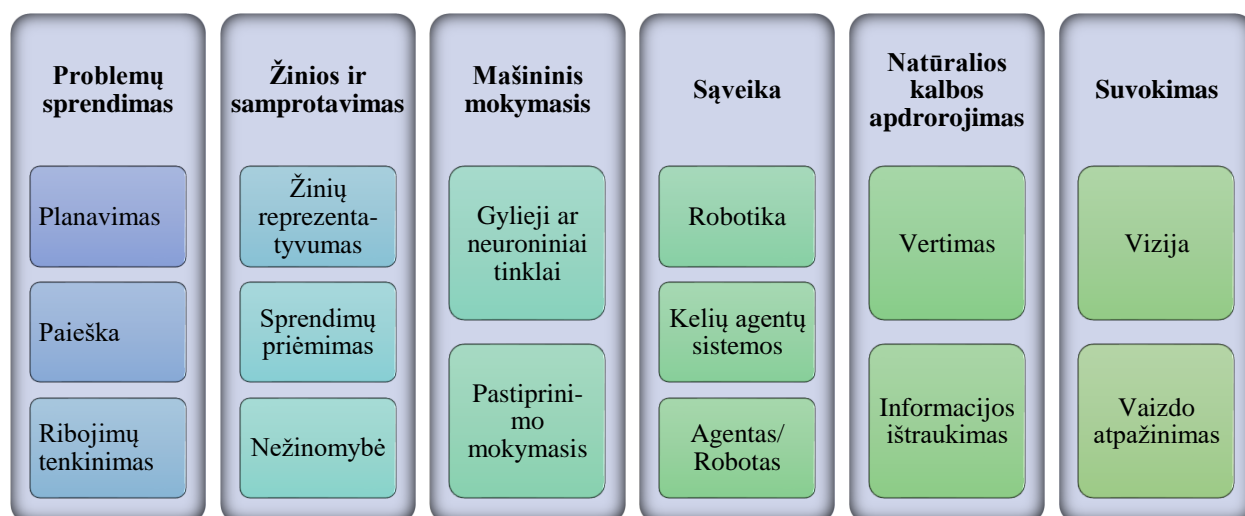 Problemų
sprendimas
Planavimas
Paieška
Ribojimų
tenkinimas
Žinios ir
samprotavimas
Žinių
reprezenta-
tyvumas
Sprendimų
priėmimas
Nežinomybė
Mašininis
mokymasis
Gylieji ar
neuroniniai
tinklai
Pastiprini-
mo
mokymasis
Sąveika
Robotika
Kelių agentų
sistemos
Agentas/
Robotas
Natūralios
kalbos
apdrorojimas
Vertimas
Informacijos
ištraukimas
Suvokimas
Vizija
Vaizdo
atpažinimas